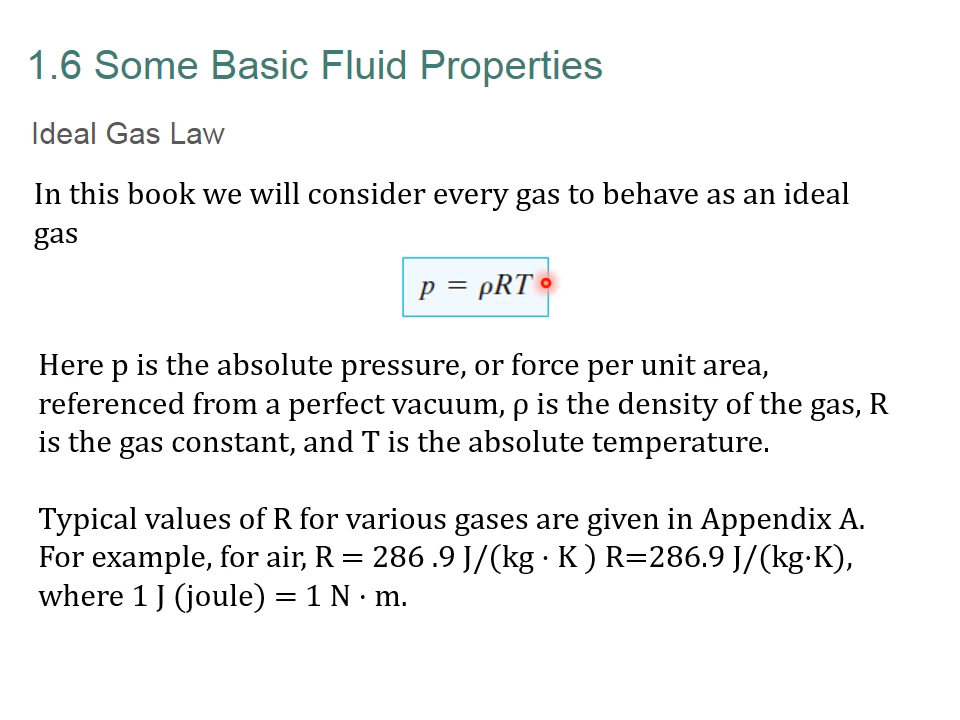 1.6 Some Basic Fluid Properties
Ideal Gas Law
In this book we will consider every gas to behave as an ideal
gas
p = ρRT
Here p is the absolute pressure, or force per unit area,
referenced from a perfect vacuum, ρ is the density of the gas, R
is the gas constant, and T is the absolute temperature.
Typical values of R for various gases are given in Appendix A.
For example, for air, R = 286 .9 J/(kg · K ) R=286.9 J/(kg·K),
where 1 J (joule) = 1 N · m.